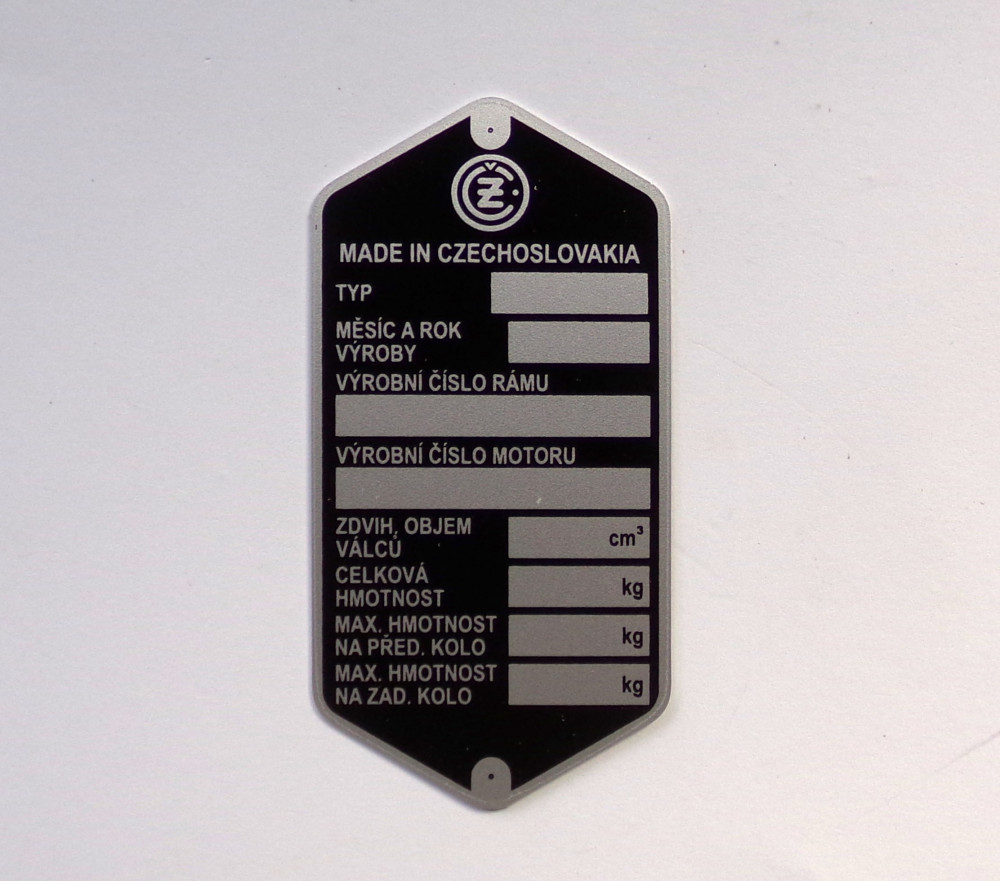 ČZ
MADE IN CZECHOSLOVAKIA
TYP
MĚSÍC A ROK
VÝROBY
VÝROBNÍ ČÍSLO RÁMU
VÝROBNÍ ČÍSLO MOTORU
ZDVIH. OBJEM
VÁLCŮ
cm³
CELKOVÁ
HMOTNOST
kg
MAX. HMOTNOST
NA PŘED. KOLO
kg
MAX. HMOTNOST
NA ZAD. KOLO
kg